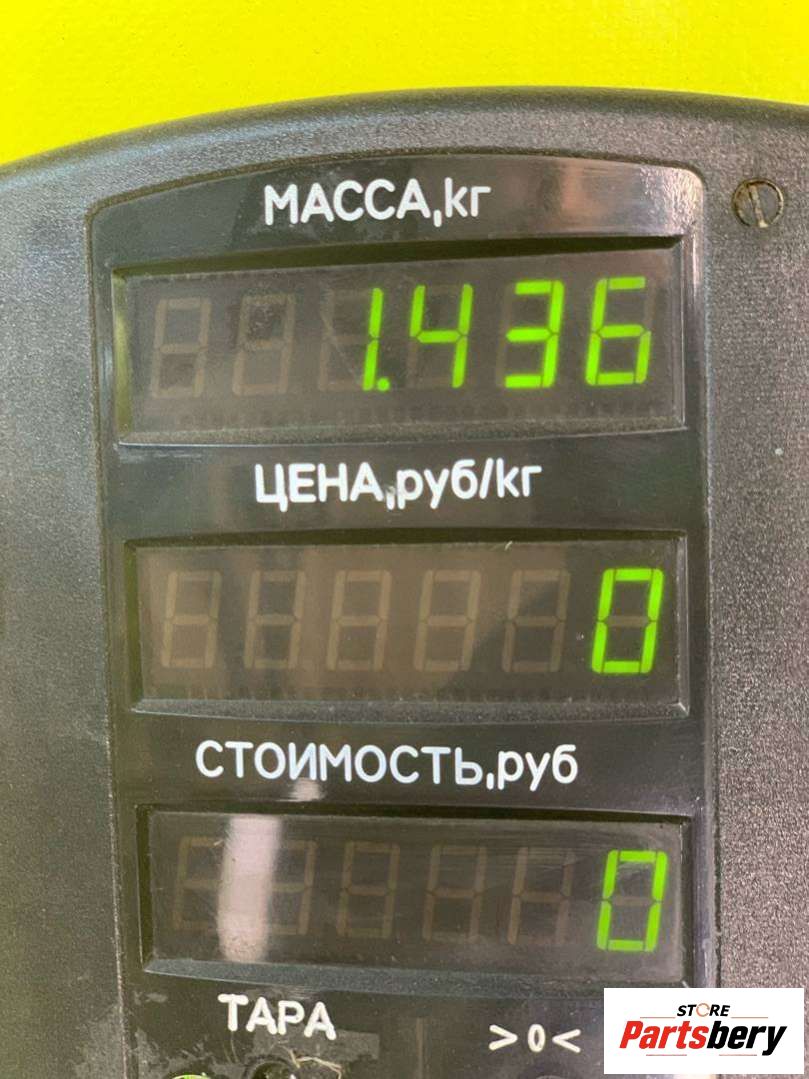 МАССА,кг
1.436
ЦЕНА,руб/кг
0
СТОИМОСТЬ,руб
0
ТАРА
>0<
STORE
Partsbery